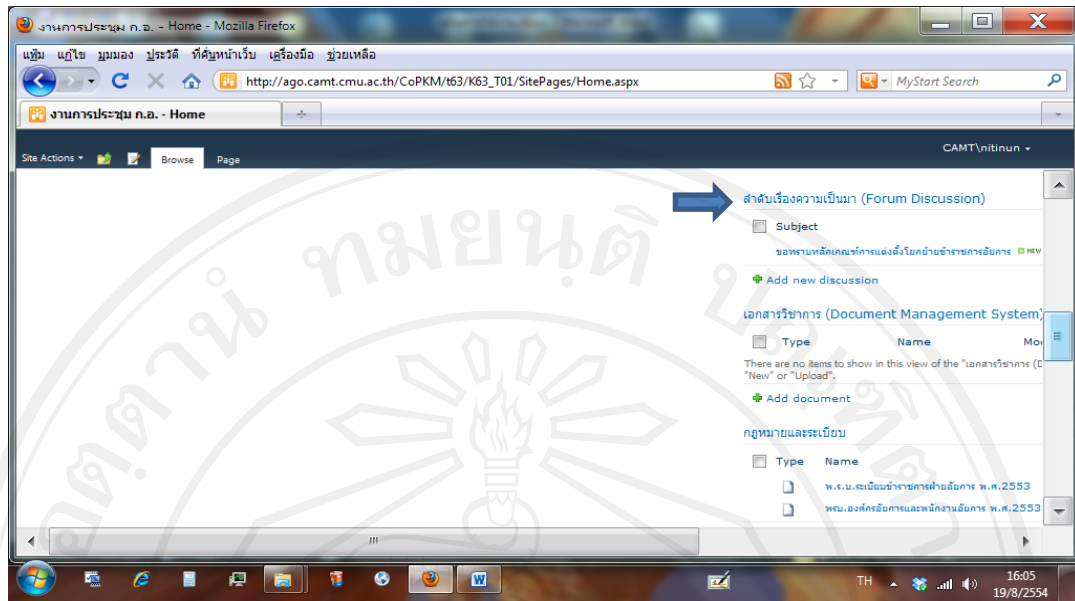 งานการประชุม ก.อ. - Home - Mozilla Firefox
แฟ้ม แก้ไข มุมมอง ประวัติ ที่คั่นหน้าเว็บ เครื่องมือ ช่วยเหลือ
http://ago.camt.cmu.ac.th/CoPKM/t63/K63_T01/SitePages/Home.aspx
MyStart Search
งานการประชุม ก.อ. - Home
Site Actions
Browse
Page
CAMT\nitinun
ลำดับเรื่องความเป็นมา (Forum Discussion)
Subject
ขอทราบหลักเกณฑ์การแต่งตั้งโยกย้ายข้าราชการอัยการ NEW
Add new discussion
เอกสารวิชาการ (Document Management System)
Type Name Mo
There are no items to show in this view of the "เอกสารวิชาการ (D
"New" or "Upload".
Add document
กฎหมายและระเบียบ
Type Name
พ.ร.บ.ระเบียบข้าราชการฝ่ายอัยการ พ.ศ.2553
พรบ.องค์กรอัยการและพนักงานอัยการ พ.ศ.2553
TH
16:05
19/8/2554